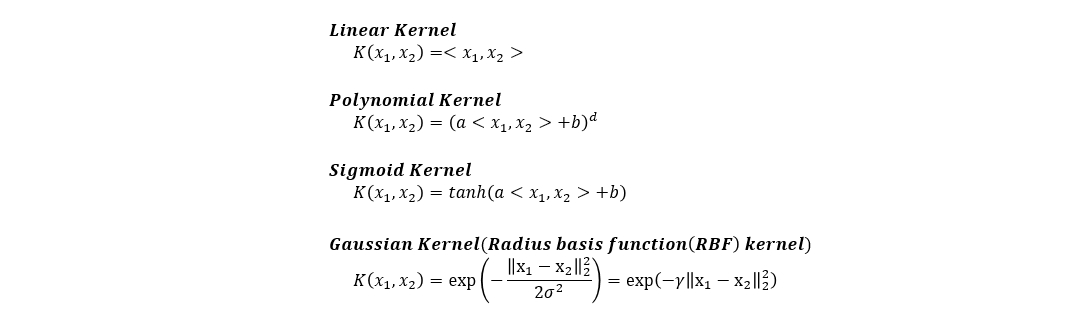 Linear Kernel
K(x₁, x₂) =< x₁, x₂ >
Polynomial Kernel
K(x₁, x₂) = (a < x₁, x₂ > +b)ᵈ
Sigmoid Kernel
K(x₁, x₂) = tanh(a < x₁, x₂ > +b)
Gaussian Kernel(Radius basis function(RBF) kernel)
K(x₁, x₂) = exp(−‖x₁ − x₂‖₂² / 2σ²) = exp(−γ‖x₁ − x₂‖₂²)